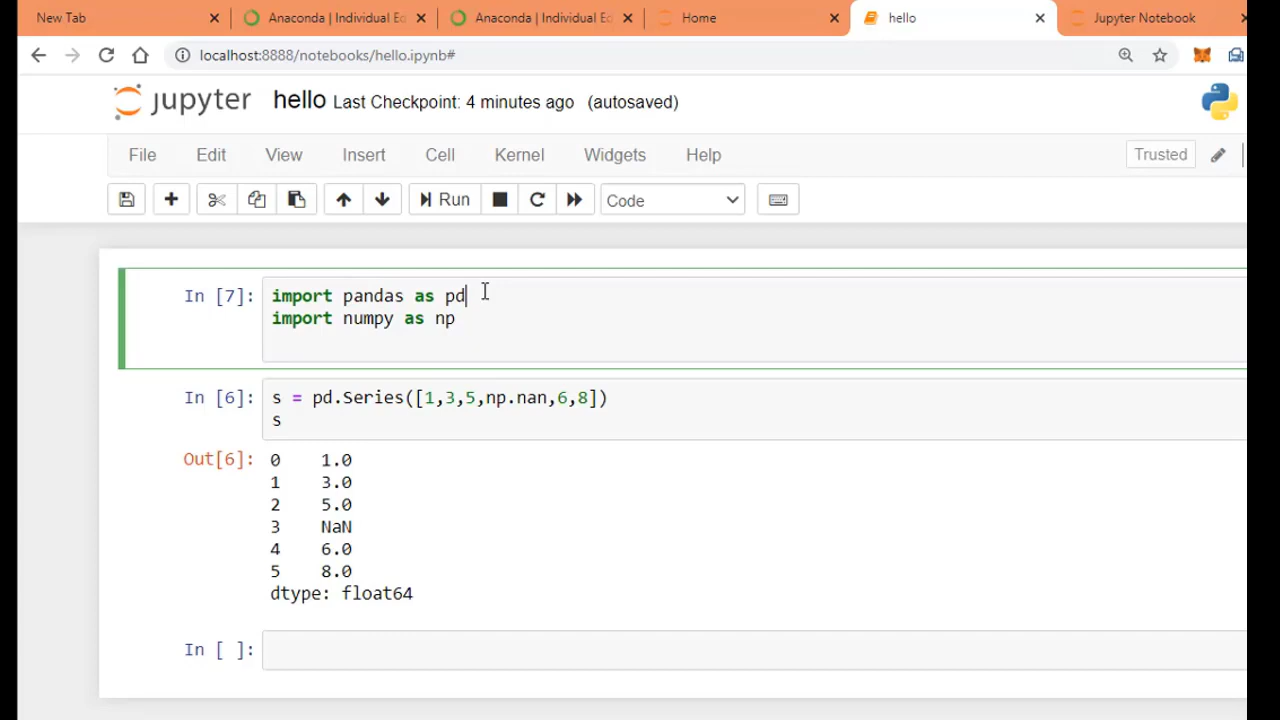 New Tab
Anaconda | Individual Ed
Anaconda | Individual Ed
Home
hello
Jupyter Notebook
localhost:8888/notebooks/hello.ipynb#
jupyter hello Last Checkpoint: 4 minutes ago (autosaved)
File Edit View Insert Cell Kernel Widgets Help Trusted
Run Code
In [7]: import pandas as pd
import numpy as np
In [6]: s = pd.Series([1,3,5,np.nan,6,8])
s
Out[6]: 0 1.0
1 3.0
2 5.0
3 NaN
4 6.0
5 8.0
dtype: float64
In [ ]: